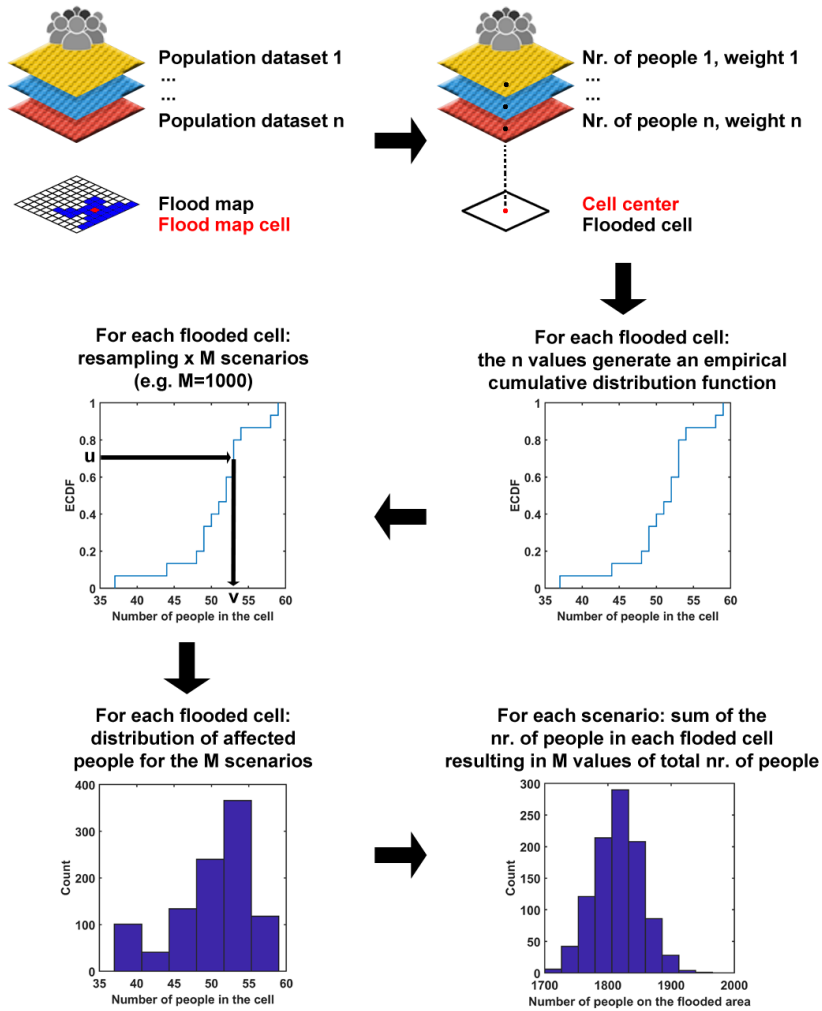 Population dataset 1
...
...
Population dataset n
Flood map
Flood map cell
Nr. of people 1, weight 1
...
...
Nr. of people n, weight n
Cell center
Flooded cell
For each flooded cell:
resampling x M scenarios
(e.g. M=1000)
1
0.8
u
0.6
0.4
0.2
0
ECDF
35 40 45 50 55 60
v
Number of people in the cell
For each flooded cell:
the n values generate an empirical
cumulative distribution function
1
0.8
0.6
0.4
0.2
0
ECDF
35 40 45 50 55 60
Number of people in the cell
For each flooded cell:
distribution of affected
people for the M scenarios
400
300
200
100
0
Count
35 40 45 50 55 60
Number of people in the cell
For each scenario: sum of the
nr. of people in each floded cell
resulting in M values of total nr. of people
300
250
200
150
100
50
0
Count
1700 1800 1900 2000
Number of people on the flooded area